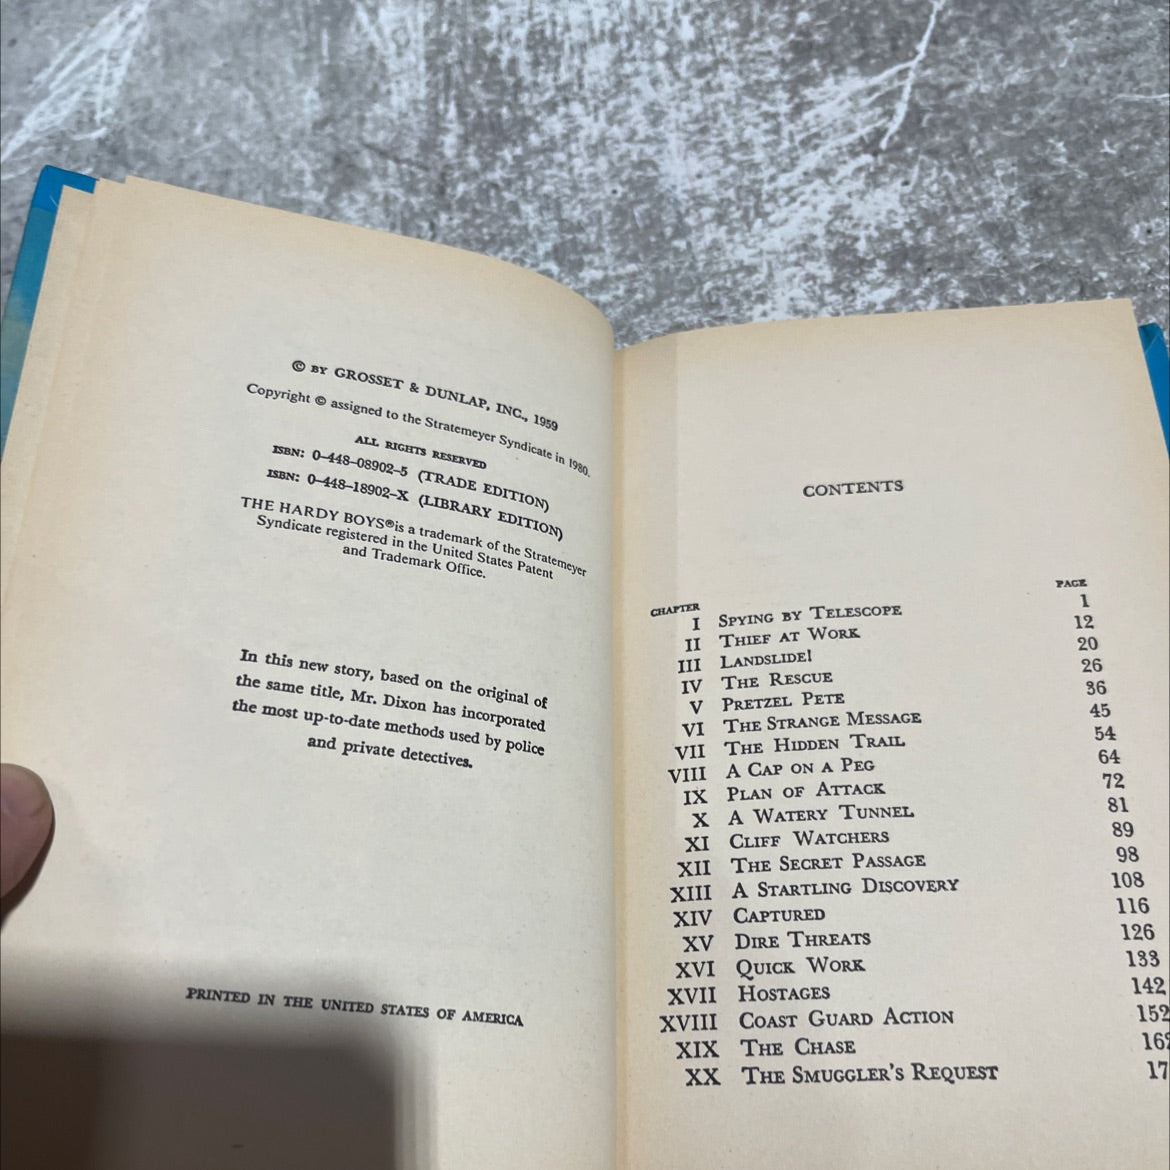 © BY GROSSET & DUNLAP, INC., 1959
Copyright © assigned to the Stratemeyer Syndicate in 1980.
ALL RIGHTS RESERVED
ISBN: 0-448-08902-5 (TRADE EDITION)
ISBN: 0-448-18902-X (LIBRARY EDITION)
THE HARDY BOYS® is a trademark of the Stratemeyer
Syndicate registered in the United States Patent
and Trademark Office.
In this new story, based on the original of
the same title, Mr. Dixon has incorporated
the most up-to-date methods used by police
and private detectives.
PRINTED IN THE UNITED STATES OF AMERICA
CONTENTS
CHAPTER PAGE
I SPYING BY TELESCOPE 1
II THIEF AT WORK 12
III LANDSLIDE! 20
IV THE RESCUE 26
V PRETZEL PETE 36
VI THE STRANGE MESSAGE 45
VII THE HIDDEN TRAIL 54
VIII A CAP ON A PEG 64
IX PLAN OF ATTACK 72
X A WATERY TUNNEL 81
XI CLIFF WATCHERS 89
XII THE SECRET PASSAGE 98
XIII A STARTLING DISCOVERY 108
XIV CAPTURED 116
XV DIRE THREATS 126
XVI QUICK WORK 133
XVII HOSTAGES 142
XVIII COAST GUARD ACTION 152
XIX THE CHASE 162
XX THE SMUGGLER'S REQUEST 17